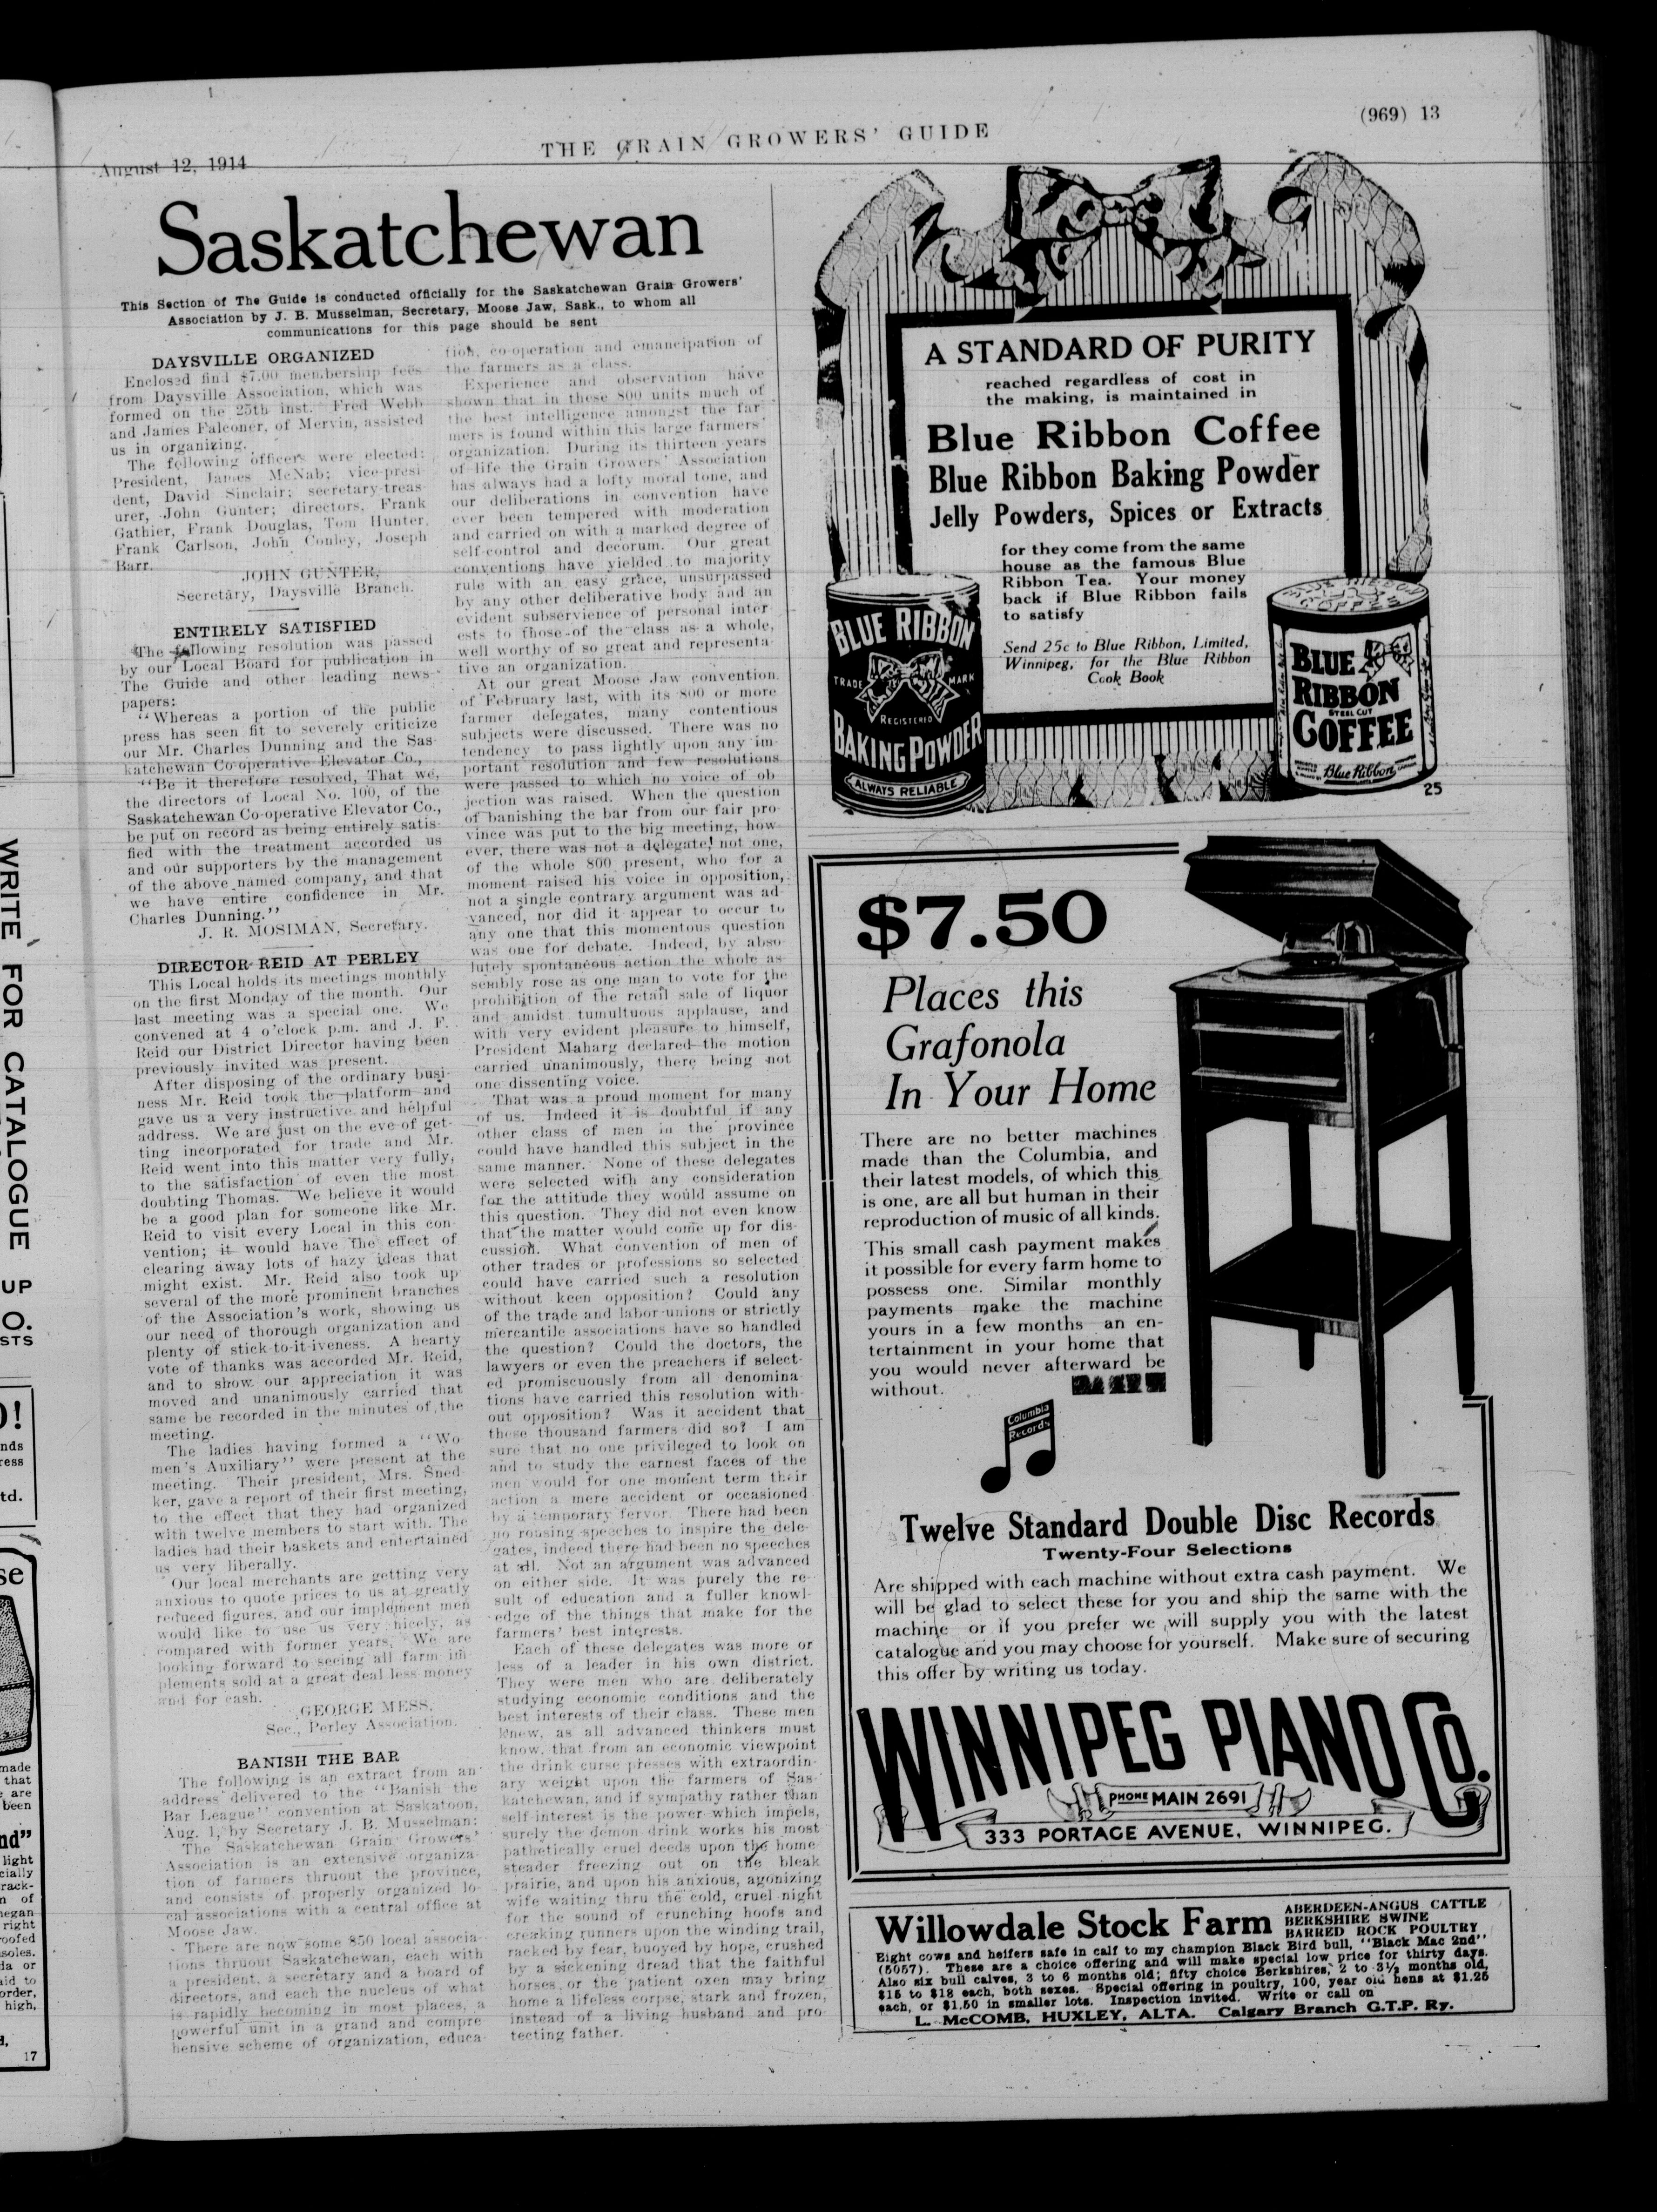 August 12, 1914
THE GRAIN GROWERS' GUIDE
(969) 13
Saskatchewan
This Section of The Guide is conducted officially for the Saskatchewan Grain Growers'
Association by J. B. Musselman, Secretary, Moose Jaw, Sask., to whom all
communications for this page should be sent
DAYSVILLE ORGANIZED
Enclosed find $7.00 membership fees
from Daysville Association, which was
formed on the 25th inst. Fred Webb
and James Falconer, of Mervin, assisted
us in organizing.
The following officers were elected:
President, James McNab; vice-presi-
dent, David Sinclair; secretary-treas-
urer, John Gunter; directors, Frank
Gathier, Frank Douglas, Tom Hunter,
Frank Carlson, John Conley, Joseph
Barr.
JOHN GUNTER,
Secretary, Daysville Branch.
ENTIRELY SATISFIED
The following resolution was passed
by our Local Board for publication in
The Guide and other leading news-
papers:
"Whereas a portion of the public
press has seen fit to severely criticize
our Mr. Charles Dunning and the Sas-
katchewan Co-operative Elevator Co.,
"Be it therefore resolved, That we,
the directors of Local No. 100, of the
Saskatchewan Co-operative Elevator Co.,
be put on record as being entirely satis-
fied with the treatment accorded us
and our supporters by the management
of the above named company, and that
we have entire confidence in Mr.
Charles Dunning."
J. R. MOSIMAN, Secretary.
DIRECTOR REID AT PERLEY
This Local holds its meetings monthly
on the first Monday of the month. Our
last meeting was a special one. We
convened at 4 o'clock p.m. and J. F.
Reid our District Director having been
previously invited was present.
After disposing of the ordinary busi-
ness Mr. Reid took the platform and
gave us a very instructive and helpful
address. We are just on the eve of get-
ting incorporated for trade and Mr.
Reid went into this matter very fully,
to the satisfaction of even the most
doubting Thomas. We believe it would
be a good plan for someone like Mr.
Reid to visit every Local in this con-
vention; it would have the effect of
clearing away lots of hazy ideas that
might exist. Mr. Reid also took up
several of the more prominent branches
of the Association's work, showing us
our need of thorough organization and
plenty of stick-to-it-iveness. A hearty
vote of thanks was accorded Mr. Reid,
and to show our appreciation it was
moved and unanimously carried that
same be recorded in the minutes of the
meeting.
The ladies having formed a "Wo-
men's Auxiliary" were present at the
meeting. Their president, Mrs. Sned-
ker, gave a report of their first meeting,
to the effect that they had organized
with twelve members to start with. The
ladies had their baskets and entertained
us very liberally.
Our local merchants are getting very
anxious to quote prices to us at greatly
reduced figures, and our implement men
would like to use us very nicely, as
compared with former years. We are
looking forward to seeing all farm im-
plements sold at a great deal less money
and for cash.
GEORGE MESS,
Sec., Perley Association.
BANISH THE BAR
The following is an extract from an
address delivered to the "Banish the
Bar League" convention at Saskatoon,
Aug. 1, by Secretary J. B. Musselman:
The Saskatchewan Grain Growers'
Association is an extensive organiza-
tion of farmers thruout the province,
and consists of properly organized lo-
cal associations with a central office at
Moose Jaw.
There are now some 850 local associa-
tions thruout Saskatchewan, each with
a president, a secretary and a board of
directors, and each the nucleus of what
is rapidly becoming in most places, a
powerful unit in a grand and compre-
hensive scheme of organization, educa-
tion, co-operation and emancipation of
the farmers as a class.
Experience and observation have
shown that in these 800 units much of
the best intelligence amongst the far-
mers is found within this large farmers'
organization. During its thirteen years
of life the Grain Growers' Association
has always had a lofty moral tone, and
our deliberations in convention have
ever been tempered with moderation
and carried on with a marked degree of
self-control and decorum. Our great
conventions have yielded to majority
rule with an easy grace, unsurpassed
by any other deliberative body and an
evident subservience of personal inter-
ests to those of the class as a whole,
well worthy of so great and representa-
tive an organization.
At our great Moose Jaw convention
of February last, with its 800 or more
farmer delegates, many contentious
subjects were discussed. There was no
tendency to pass lightly upon any im-
portant resolution and few resolutions
were passed to which no voice of ob-
jection was raised. When the question
of banishing the bar from our fair pro-
vince was put to the big meeting, how-
ever, there was not a delegate, not one,
of the whole 800 present, who for a
moment raised his voice in opposition,
not a single contrary argument was ad-
vanced, nor did it appear to occur to
any one that this momentous question
was one for debate. Indeed, by abso-
lutely spontaneous action the whole as-
sembly rose as one man to vote for the
prohibition of the retail sale of liquor
and amidst tumultuous applause, and
with very evident pleasure to himself,
President Maharg declared the motion
carried unanimously, there being not
one dissenting voice.
That was a proud moment for many
of us. Indeed it is doubtful if any
other class of men in the province
could have handled this subject in the
same manner. None of these delegates
were selected with any consideration
for the attitude they would assume on
this question. They did not even know
that the matter would come up for dis-
cussion. What convention of men of
other trades or professions so selected
could have carried such a resolution
without keen opposition? Could any
of the trade and labor unions or strictly
mercantile associations have so handled
the question? Could the doctors, the
lawyers or even the preachers if select-
ed promiscuously from all denomina-
tions have carried this resolution with-
out opposition? Was it accident that
these thousand farmers did so? I am
sure that no one privileged to look on
and to study the earnest faces of the
men would for one moment term their
action a mere accident or occasioned
by a temporary fervor. There had been
no rousing speeches to inspire the dele-
gates, indeed there had been no speeches
at all. Not an argument was advanced
on either side. It was purely the re-
sult of education and a fuller knowl-
edge of the things that make for the
farmers' best interests.
Each of these delegates was more or
less of a leader in his own district.
They were men who are deliberately
studying economic conditions and the
best interests of their class. These men
knew, as all advanced thinkers must
know, that from an economic viewpoint
the drink curse presses with extraordin-
ary weight upon the farmers of Sas-
katchewan, and if sympathy rather than
self-interest is the power which impels,
surely the demon drink works his most
pathetically cruel deeds upon the home-
steader freezing out on the bleak
prairie, and upon his anxious, agonizing
wife waiting thru the cold, cruel night
for the sound of crunching hoofs and
creaking runners upon the winding trail,
racked by fear, buoyed by hope, crushed
by a sickening dread that the faithful
horses or the patient oxen may bring
home a lifeless corpse, stark and frozen,
instead of a living husband and pro-
tecting father.
A STANDARD OF PURITY
reached regardless of cost in
the making, is maintained in
Blue Ribbon Coffee
Blue Ribbon Baking Powder
Jelly Powders, Spices or Extracts
for they come from the same
house as the famous Blue
Ribbon Tea. Your money
back if Blue Ribbon fails
to satisfy
Send 25c to Blue Ribbon, Limited,
Winnipeg, for the Blue Ribbon
Cook Book
BLUE RIBBON
TRADE MARK
REGISTERED
BAKING POWDER
ALWAYS RELIABLE
BLUE RIBBON
COFFEE
BLUE
RIBBON
STEEL CUT
COFFEE
Blue Ribbon
25
$7.50
Places this
Grafonola
In Your Home
There are no better machines
made than the Columbia, and
their latest models, of which this
is one, are all but human in their
reproduction of music of all kinds.
This small cash payment makes
it possible for every farm home to
possess one. Similar monthly
payments make the machine
yours in a few months—an en-
tertainment in your home that
you would never afterward be
without.
Columbia
Records
Twelve Standard Double Disc Records
Twenty-Four Selections
Are shipped with each machine without extra cash payment. We
will be glad to select these for you and ship the same with the
machine or if you prefer we will supply you with the latest
catalogue and you may choose for yourself. Make sure of securing
this offer by writing us today.
WINNIPEG PIANO CO.
PHONE MAIN 2691
333 PORTAGE AVENUE, WINNIPEG.
Willowdale Stock Farm
ABERDEEN-ANGUS CATTLE
BERKSHIRE SWINE
BARRED ROCK POULTRY
Eight cows and heifers safe in calf to my champion Black Bird bull, "Black Mac 2nd"
(5057). These are a choice offering and will make special low price for thirty days.
Also six bull calves, 3 to 6 months old; fifty choice Berkshires, 2 to 3½ months old,
$15 to $18 each, both sexes. Special offering in poultry, 100, year old hens at $1.25
each, or $1.50 in smaller lots. Inspection invited. Write or call on
L. McCOMB, HUXLEY, ALTA. Calgary Branch G.T.P. Ry.
WRITE FOR CATALOGUE
UP
O.
STS
O!
nds
ress
td.
se
made
that
are
been
nd"
light
cially
rack-
n of
negan
right
roofed
soles.
da or
aid to
order,
high,
17